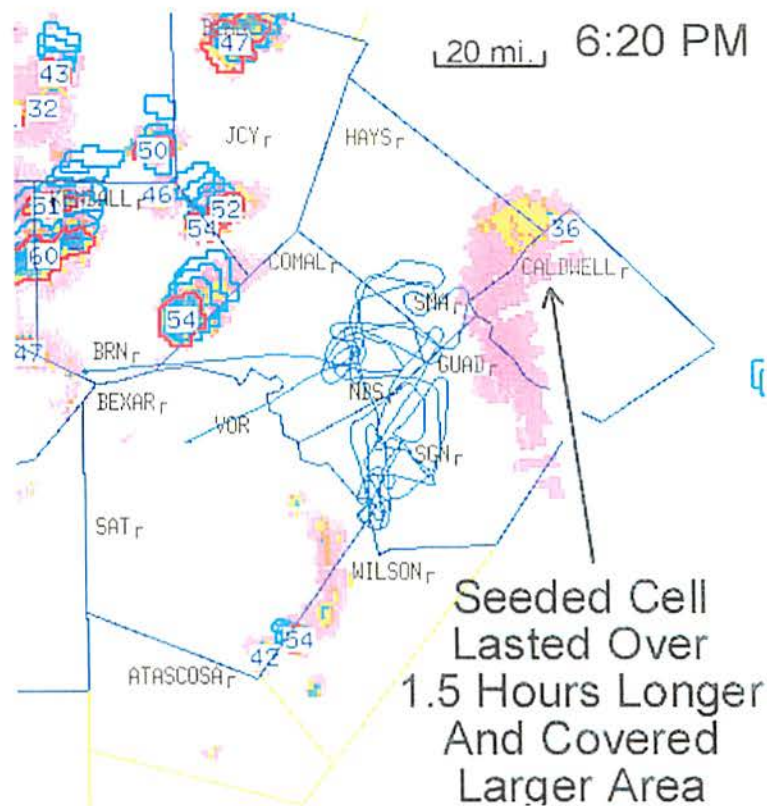 47
20 mi.
6:20 PM
43
32
JCY r
HAYS r
50
46
51
52
54
36
60
COMAL r
CALDWELL r
SMA r
54
47
BRN r
GUAD r
BEXAR r
NBS
VOR
SGN r
SAT r
WILSON r
54
42
ATASCOSA r
Seeded Cell
Lasted Over
1.5 Hours Longer
And Covered
Larger Area